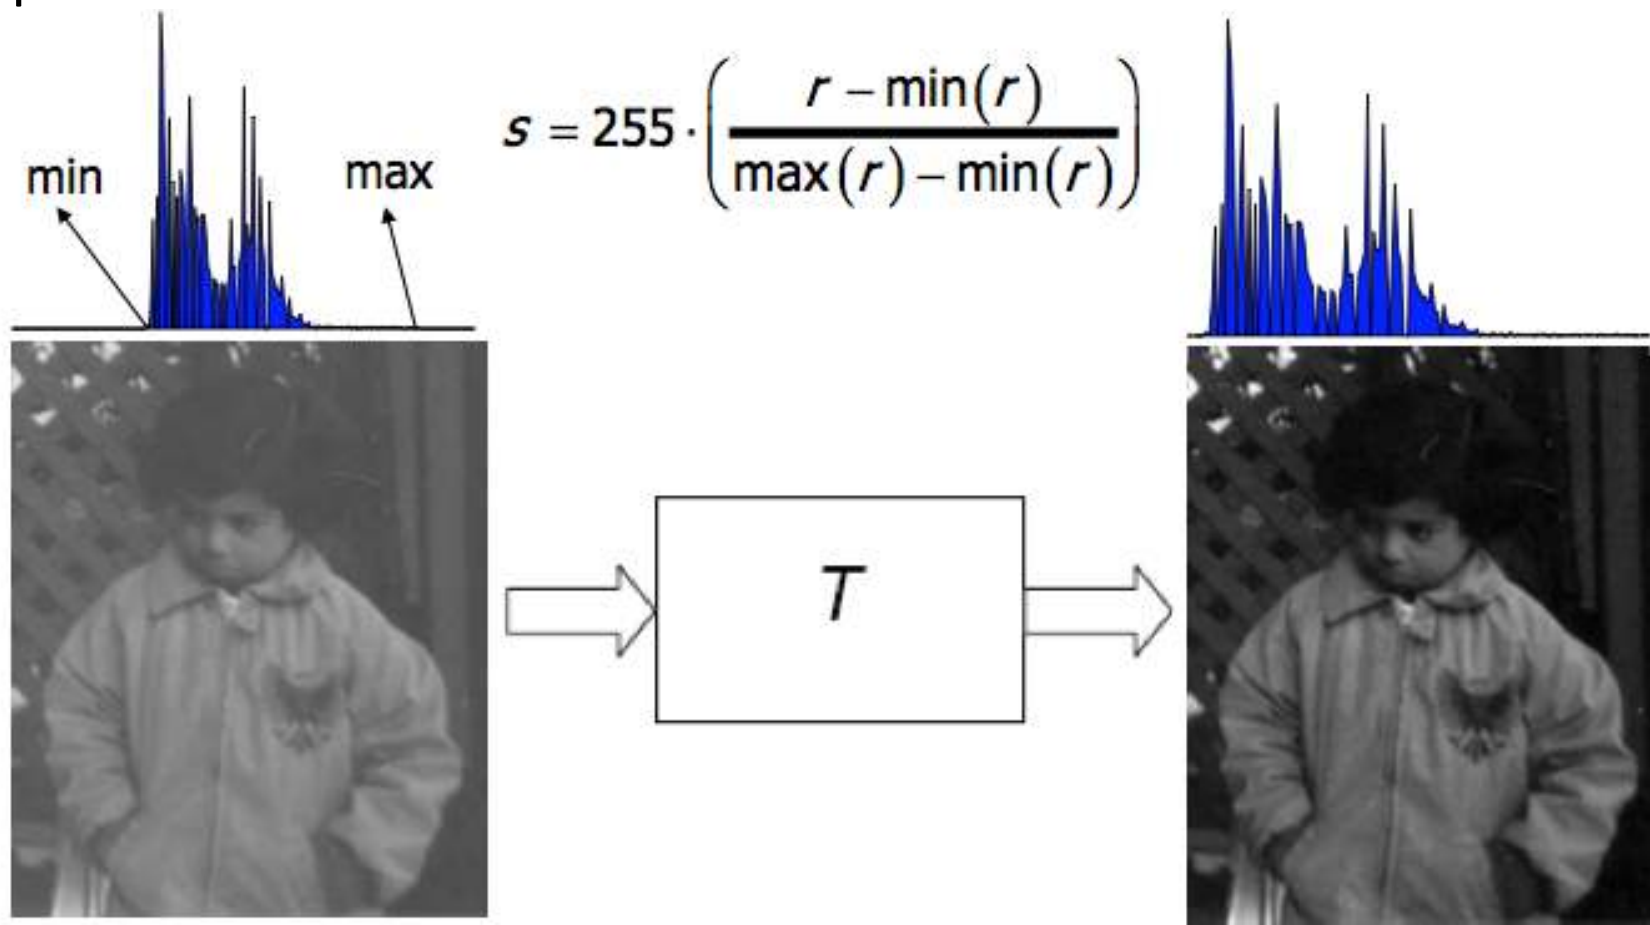 min
max
s = 255 · ( r − min(r) / max(r) − min(r) )
T